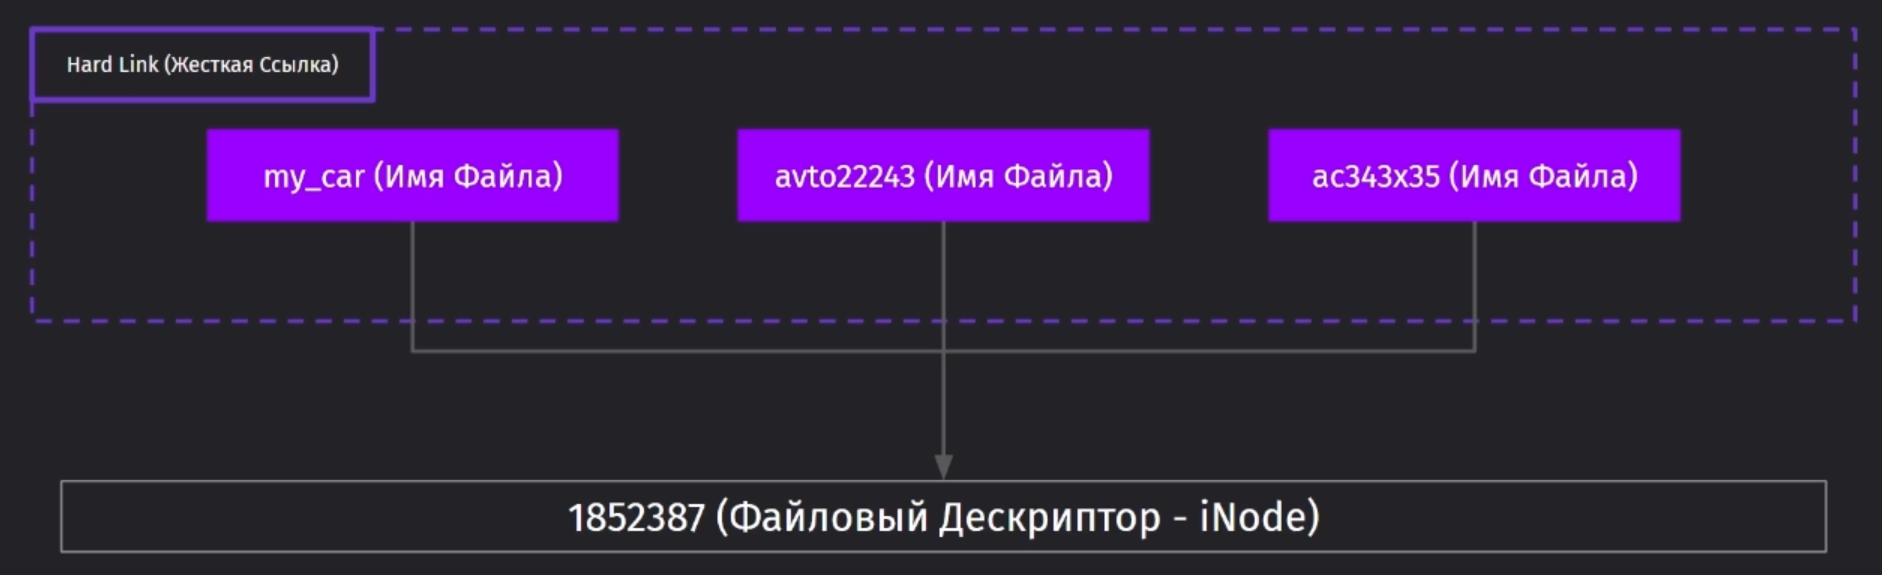 Hard Link (Жесткая Ссылка)
my_car (Имя Файла)
avto22243 (Имя Файла)
ac343x35 (Имя Файла)
1852387 (Файловый Дескриптор - iNode)